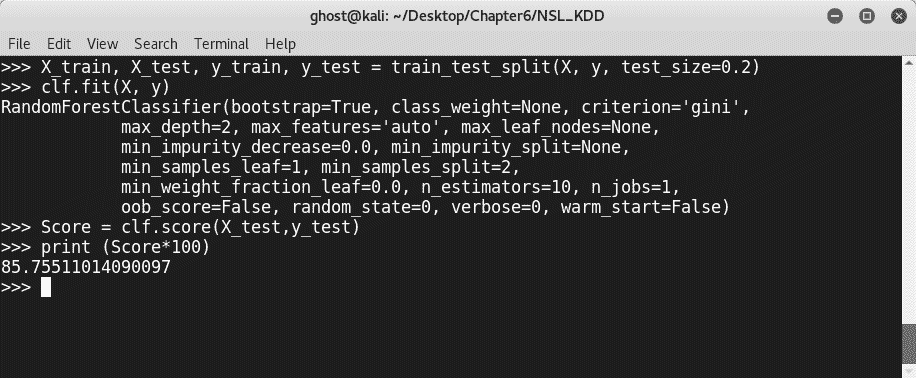 ghost@kali: ~/Desktop/Chapter6/NSL_KDD
File Edit View Search Terminal Help
>>> X_train, X_test, y_train, y_test = train_test_split(X, y, test_size=0.2)
>>> clf.fit(X, y)
RandomForestClassifier(bootstrap=True, class_weight=None, criterion='gini',
            max_depth=2, max_features='auto', max_leaf_nodes=None,
            min_impurity_decrease=0.0, min_impurity_split=None,
            min_samples_leaf=1, min_samples_split=2,
            min_weight_fraction_leaf=0.0, n_estimators=10, n_jobs=1,
            oob_score=False, random_state=0, verbose=0, warm_start=False)
>>> Score = clf.score(X_test,y_test)
>>> print (Score*100)
85.75511014090097
>>>